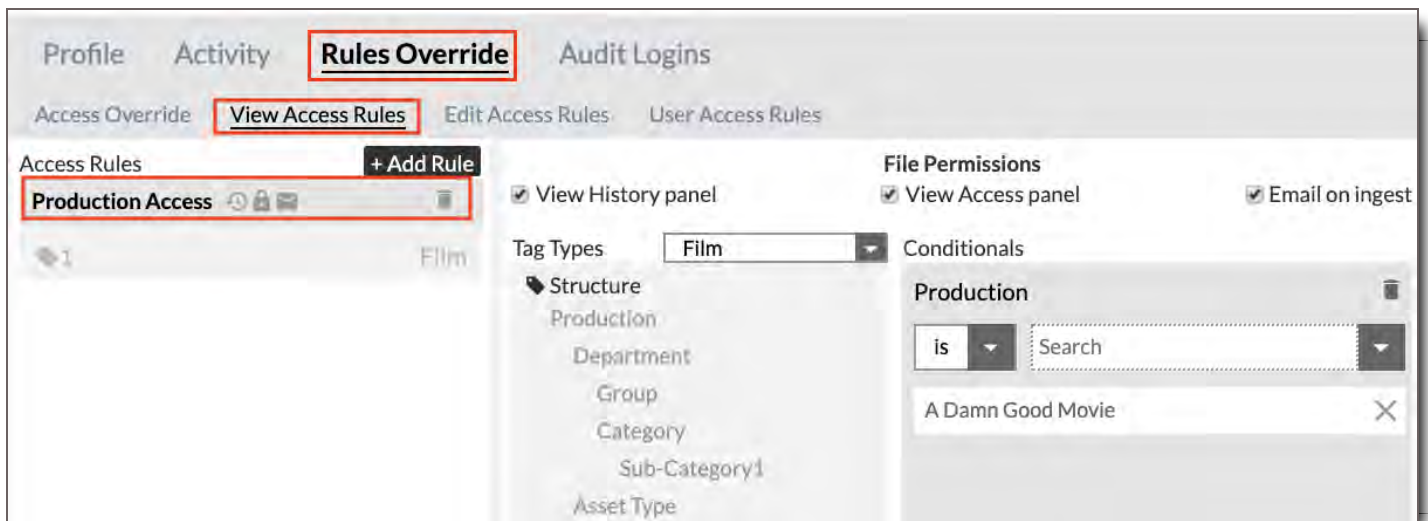 Profile Activity Rules Override Audit Logins
Access Override View Access Rules Edit Access Rules User Access Rules
Access Rules + Add Rule
Production Access
1 Film
File Permissions
View History panel View Access panel Email on ingest
Tag Types Film
Structure
Production
Department
Group
Category
Sub-Category1
Asset Type
Conditionals
Production
is Search
A Damn Good Movie